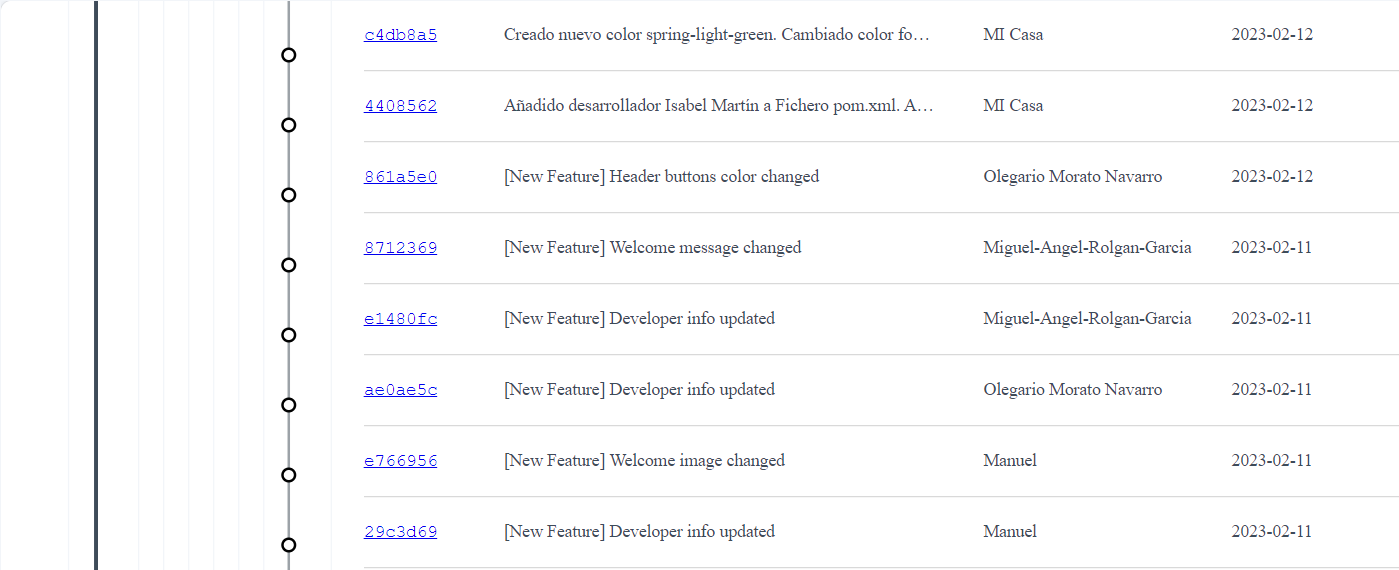 c4db8a5 Creado nuevo color spring-light-green. Cambiado color fo… MI Casa 2023-02-12
4408562 Añadido desarrollador Isabel Martín a Fichero pom.xml. A… MI Casa 2023-02-12
861a5e0 [New Feature] Header buttons color changed Olegario Morato Navarro 2023-02-12
8712369 [New Feature] Welcome message changed Miguel-Angel-Rolgan-Garcia 2023-02-11
e1480fc [New Feature] Developer info updated Miguel-Angel-Rolgan-Garcia 2023-02-11
ae0ae5c [New Feature] Developer info updated Olegario Morato Navarro 2023-02-11
e766956 [New Feature] Welcome image changed Manuel 2023-02-11
29c3d69 [New Feature] Developer info updated Manuel 2023-02-11